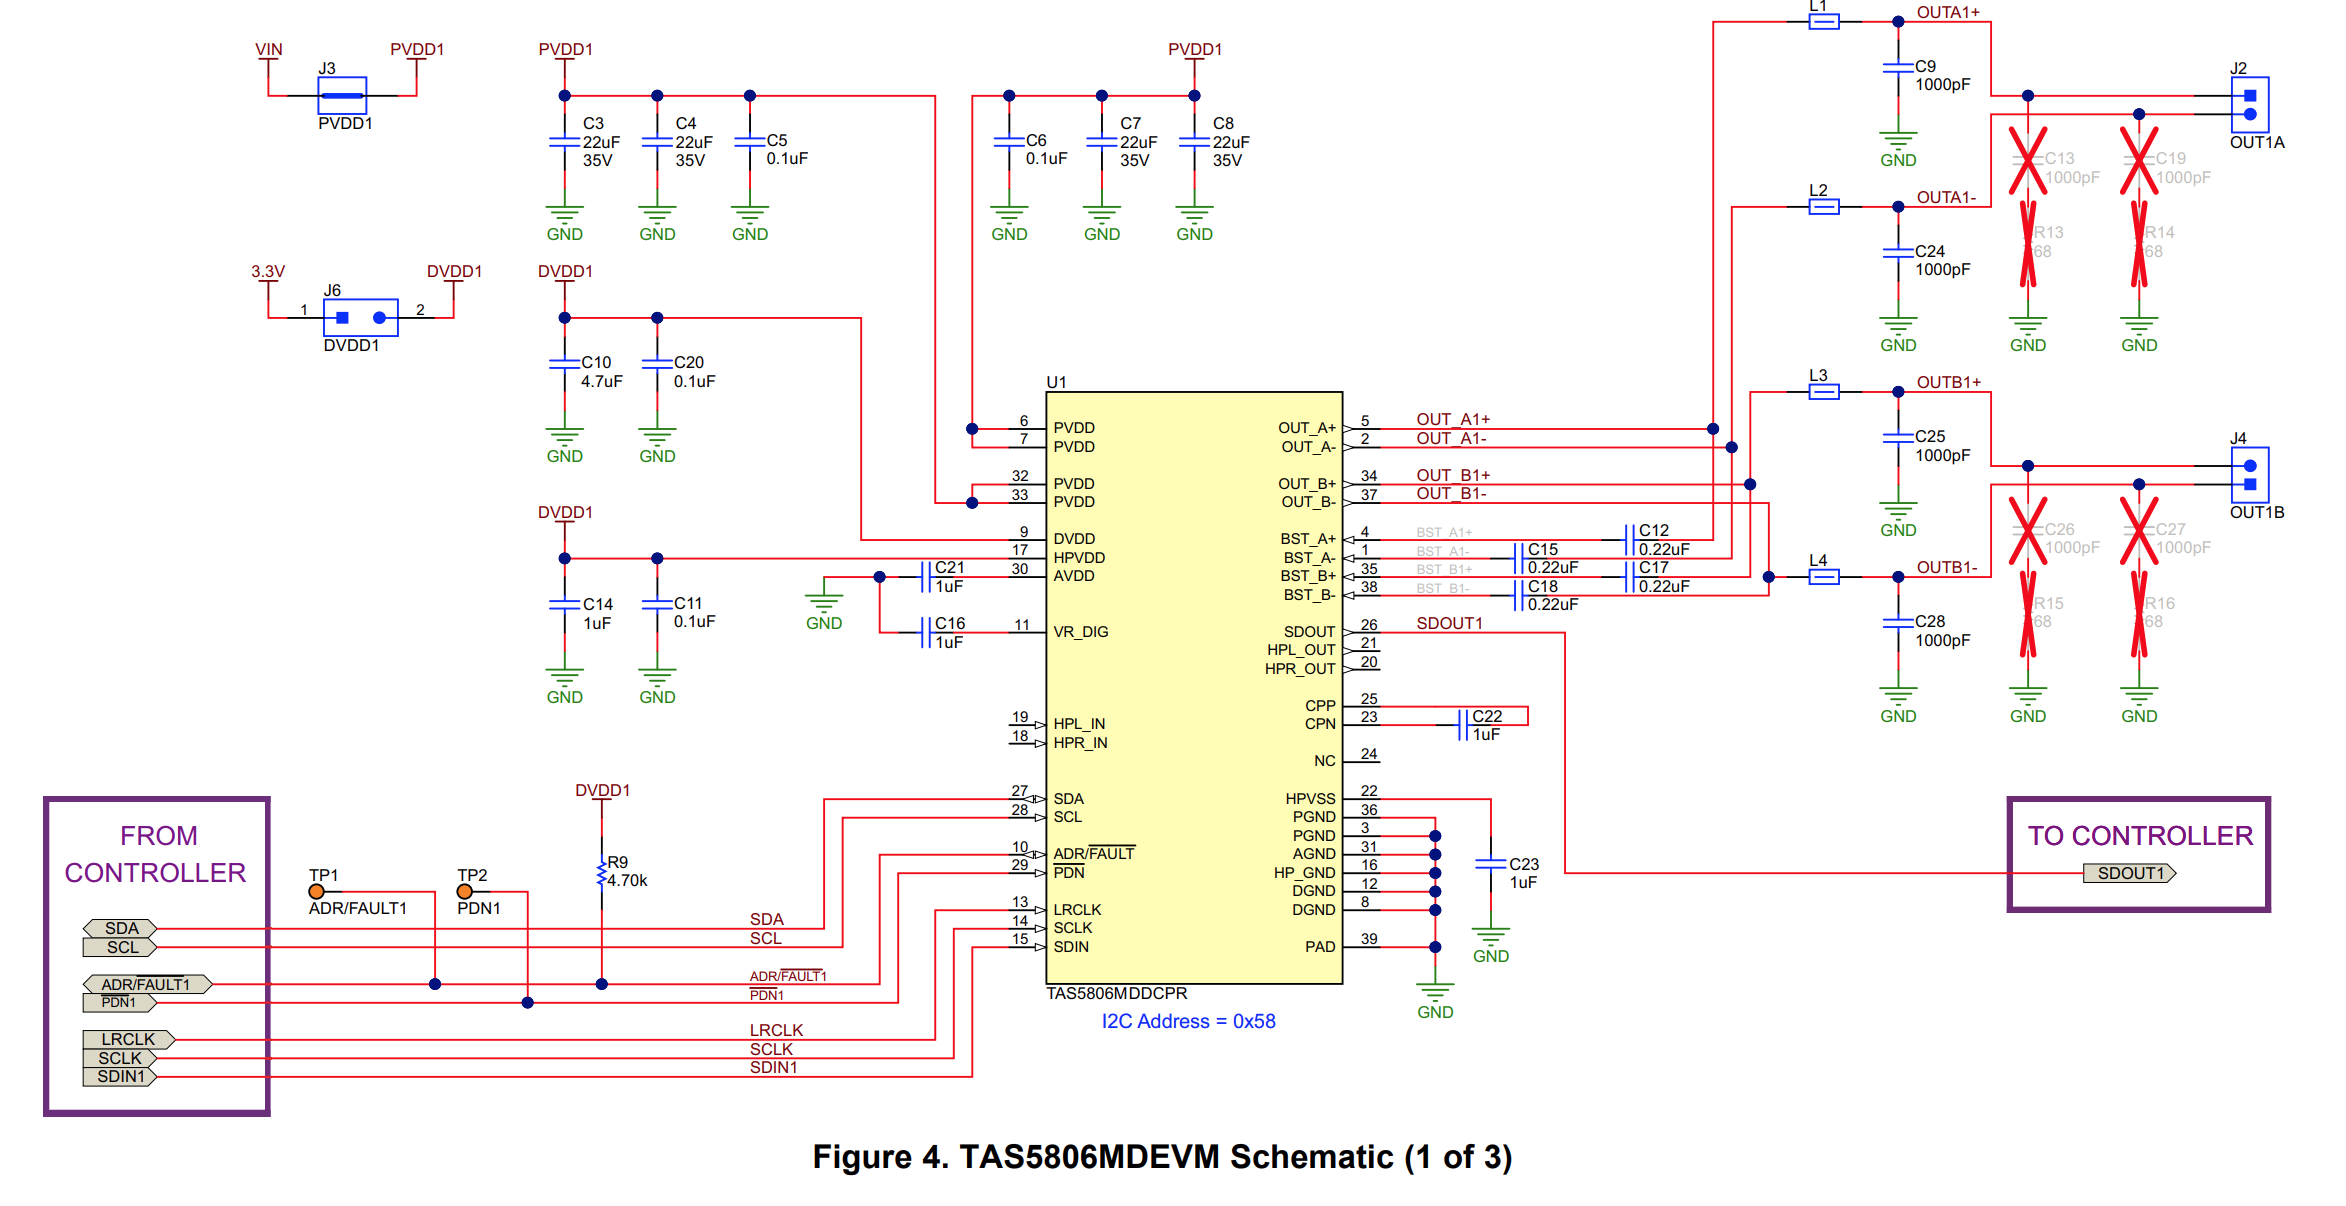 VIN
PVDD1
J3
PVDD1
3.3V
DVDD1
J6
1
2
DVDD1
PVDD1
C3
22uF
35V
C4
22uF
35V
C5
0.1uF
GND
GND
GND
PVDD1
C6
0.1uF
C7
22uF
35V
C8
22uF
35V
GND
GND
GND
DVDD1
C10
4.7uF
C20
0.1uF
GND
GND
DVDD1
C14
1uF
C11
0.1uF
GND
GND
C21
1uF
C16
1uF
GND
U1
6 PVDD
7 PVDD
32 PVDD
33 PVDD
9 DVDD
17 HPVDD
30 AVDD
11 VR_DIG
19 HPL_IN
18 HPR_IN
27 SDA
28 SCL
10 ADR/FAULT
29 PDN
13 LRCLK
14 SCLK
15 SDIN
OUT_A+ 5 OUT_A1+
OUT_A- 2 OUT_A1-
OUT_B+ 34 OUT_B1+
OUT_B- 37 OUT_B1-
BST_A+ 4 BST_A1+
BST_A- 1 BST_A1-
BST_B+ 35 BST_B1+
BST_B- 38 BST_B1-
SDOUT 26 SDOUT1
HPL_OUT 21
HPR_OUT 20
CPP 25
CPN 23
NC 24
HPVSS 22
PGND 36
PGND 3
AGND 31
HP_GND 16
DGND 12
DGND 8
PAD 39
TAS5806MDDCPR
I2C Address = 0x58
C12
0.22uF
C15
0.22uF
C17
0.22uF
C18
0.22uF
C22
1uF
C23
1uF
GND
GND
L1
OUTA1+
C9
1000pF
GND
L2
OUTA1-
C24
1000pF
GND
C13
1000pF
R13
68
GND
C19
1000pF
R14
68
GND
J2
OUT1A
L3
OUTB1+
C25
1000pF
GND
L4
OUTB1-
C28
1000pF
GND
C26
1000pF
R15
68
GND
C27
1000pF
R16
68
GND
J4
OUT1B
TO CONTROLLER
SDOUT1
FROM
CONTROLLER
SDA
SCL
ADR/FAULT1
PDN1
LRCLK
SCLK
SDIN1
TP1
ADR/FAULT1
TP2
PDN1
DVDD1
R9
4.70k
SDA
SCL
ADR/FAULT1
PDN1
LRCLK
SCLK
SDIN1
Figure 4. TAS5806MDEVM Schematic (1 of 3)